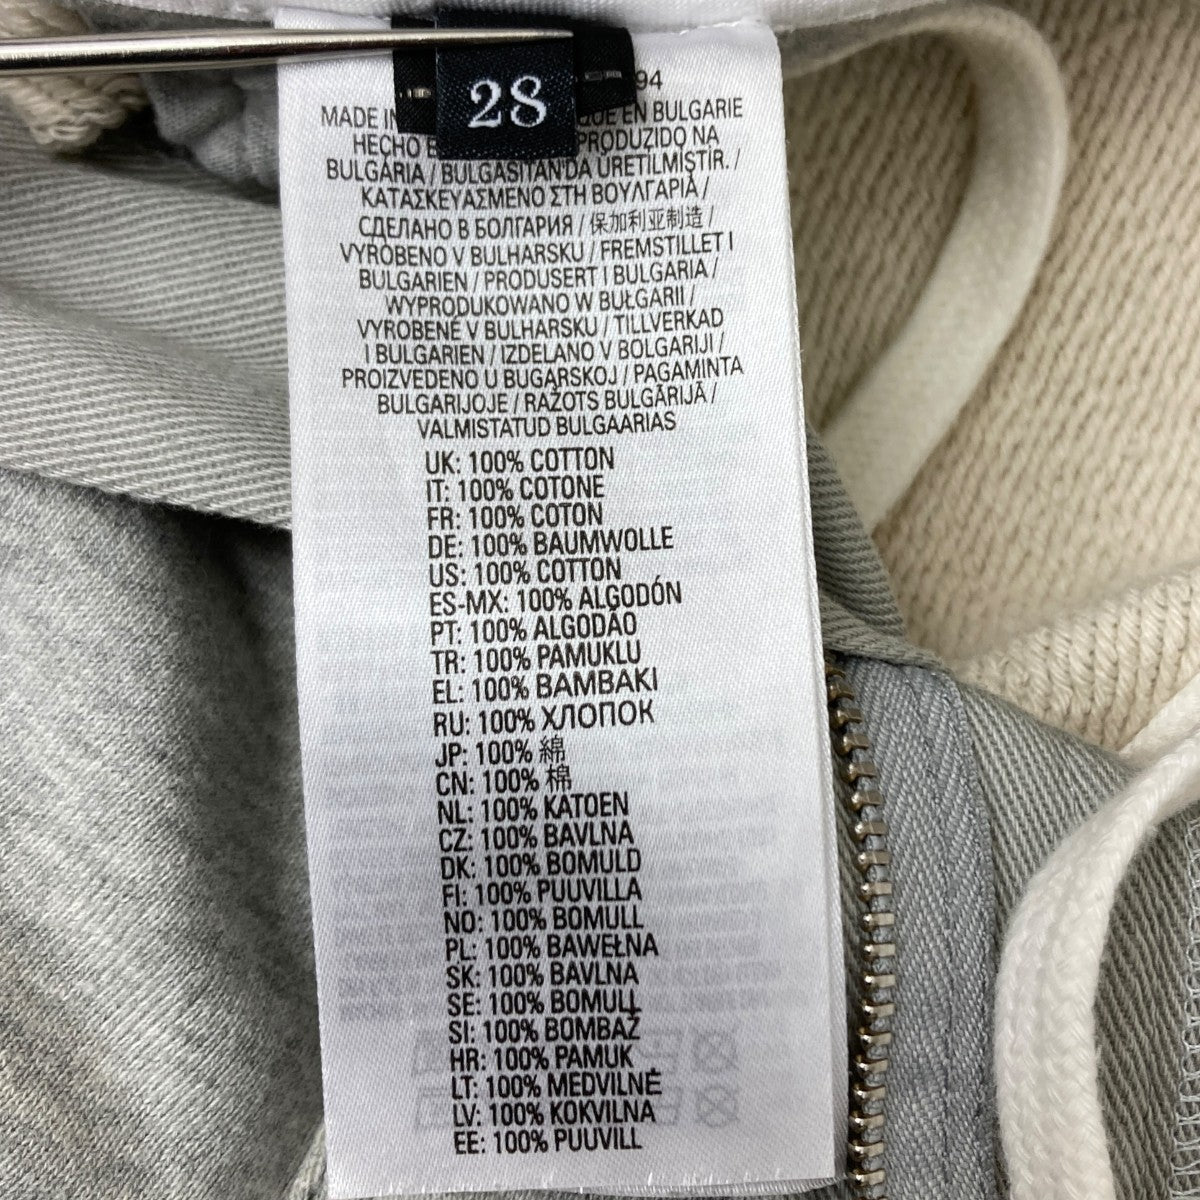 28
94
MADE IN QUE EN BULGARIE
HECHO PRODUZIDO NA
BULGÁRIA / BULGASİTAN'DA ÜRETİLMİŞTİR. /
ΚΑΤΑΣΚΕΥΑΣΜΕΝΟ ΣΤΗ ΒΟΥΛΓΑΡΙΑ /
СДЕЛАНО В БОЛГАРИЯ / 保加利亚制造 /
VYROBENO V BULHARSKU / FREMSTILLET I
BULGARIEN / PRODUSERT I BULGARIA /
WYPRODUKOWANO W BUŁGARII /
VYROBENÉ V BULHARSKU / TILLVERKAD
I BULGARIEN / IZDELANO V BOLGARIJI /
PROIZVEDENO U BUGARSKOJ / PAGAMINTA
BULGARIJOJE / RAŽOTS BULGĀRIJĀ /
VALMISTATUD BULGAARIAS
UK: 100% COTTON
IT: 100% COTONE
FR: 100% COTON
DE: 100% BAUMWOLLE
US: 100% COTTON
ES-MX: 100% ALGODÓN
PT: 100% ALGODÃO
TR: 100% PAMUKLU
EL: 100% ΒΑΜΒΑΚΙ
RU: 100% ХЛОПОК
JP: 100% 綿
CN: 100% 棉
NL: 100% KATOEN
CZ: 100% BAVLNA
DK: 100% BOMULD
FI: 100% PUUVILLA
NO: 100% BOMULL
PL: 100% BAWEŁNA
SK: 100% BAVLNA
SE: 100% BOMULL
SI: 100% BOMBAŽ
HR: 100% PAMUK
LT: 100% MEDVILNĖ
LV: 100% KOKVILNA
EE: 100% PUUVILL